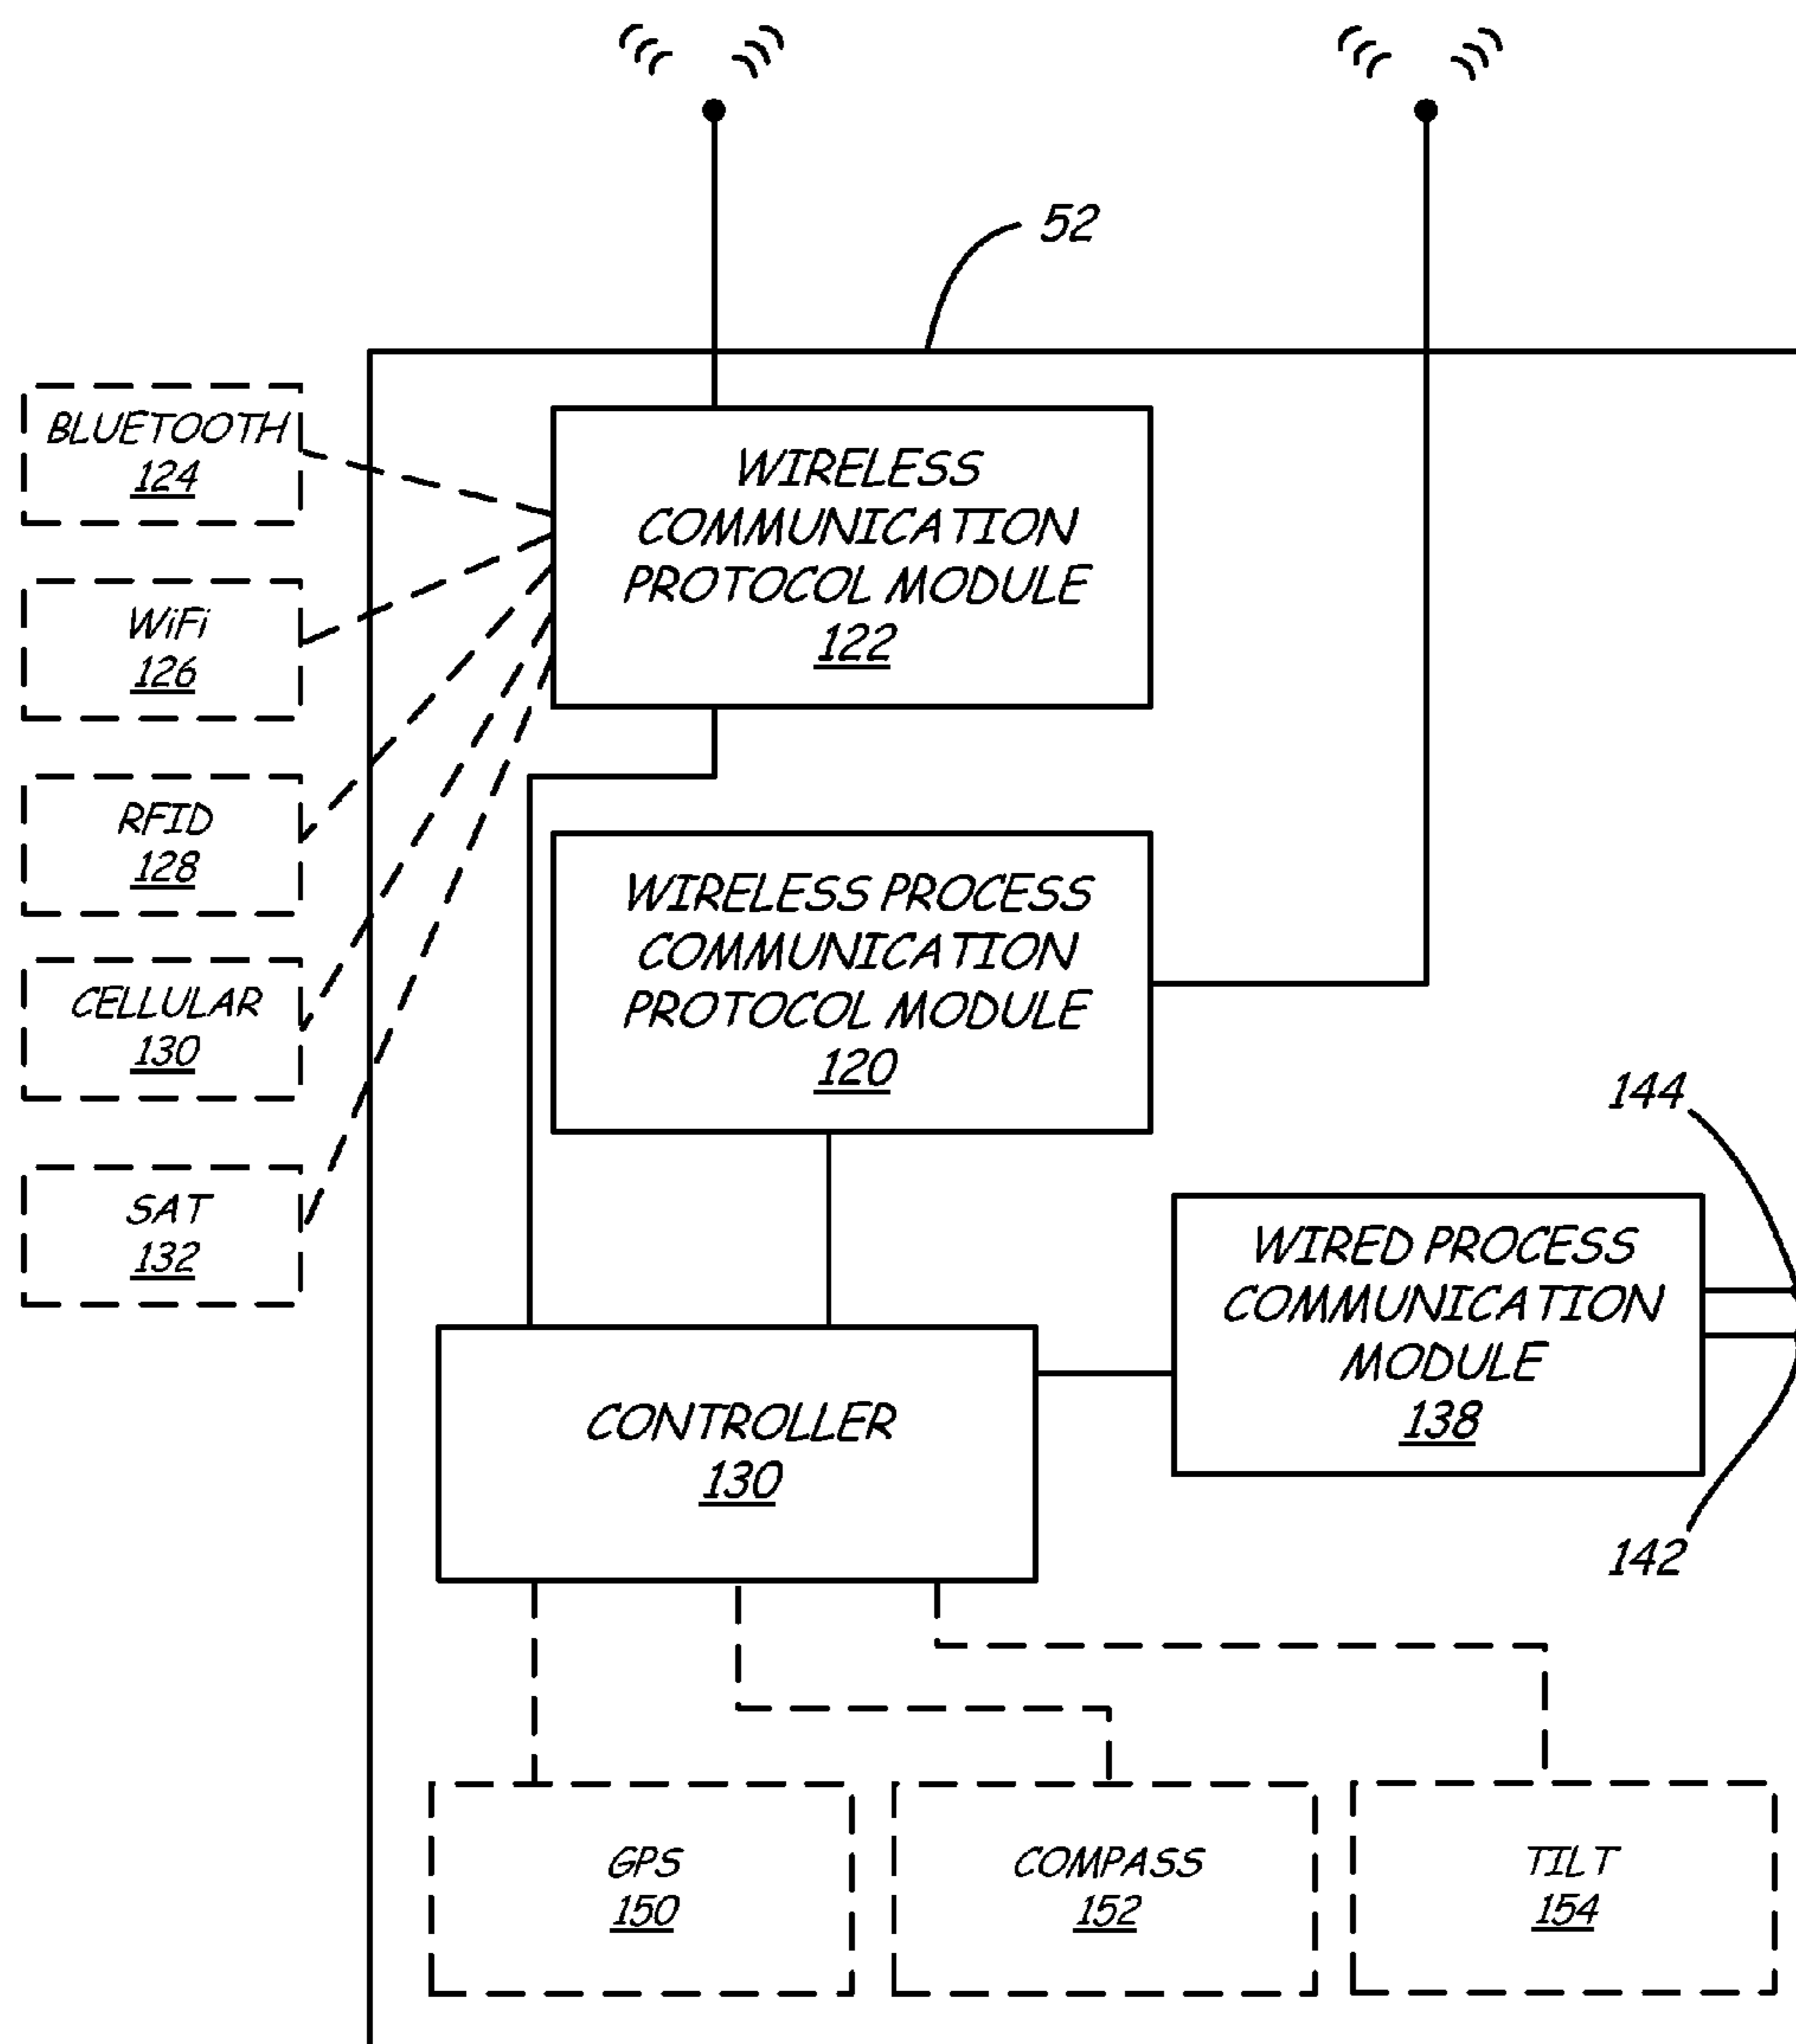 52
BLUETOOTH
124
WIRELESS
COMMUNICATION
PROTOCOL MODULE
122
WiFi
126
RFID
128
WIRELESS PROCESS
COMMUNICATION
PROTOCOL MODULE
120
CELLULAR
130
144
SAT
132
WIRED PROCESS
COMMUNICATION
MODULE
138
CONTROLLER
130
142
GPS
150
COMPASS
152
TILT
154